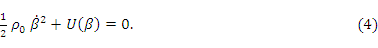 ½ ρ₀ β̇² + U(β) = 0. (4)